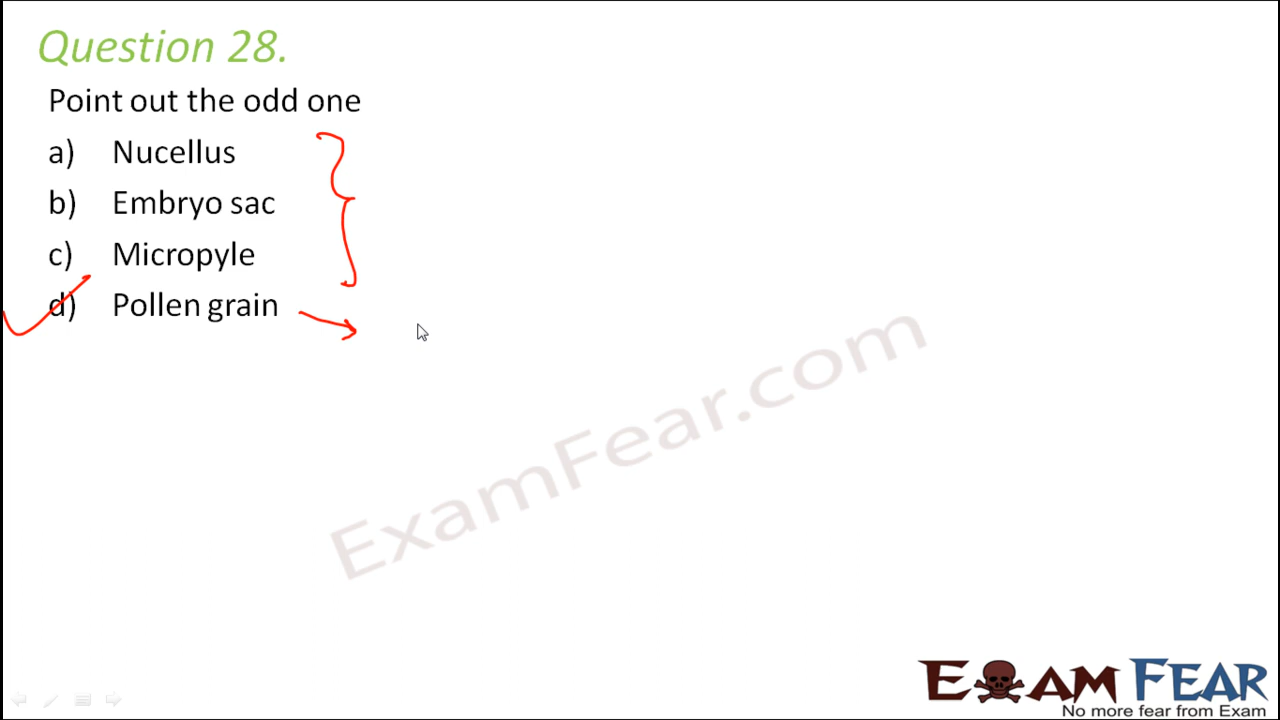 Question 28.
Point out the odd one
a) Nucellus
b) Embryo sac
c) Micropyle
d) Pollen grain
ExamFear.com
EXAM FEAR
No more fear from Exam